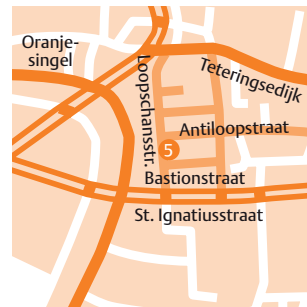 Oranje-
singel
Loopschansstr.
Teteringsedijk
Antiloopstraat
5
Bastionstraat
St. Ignatiusstraat